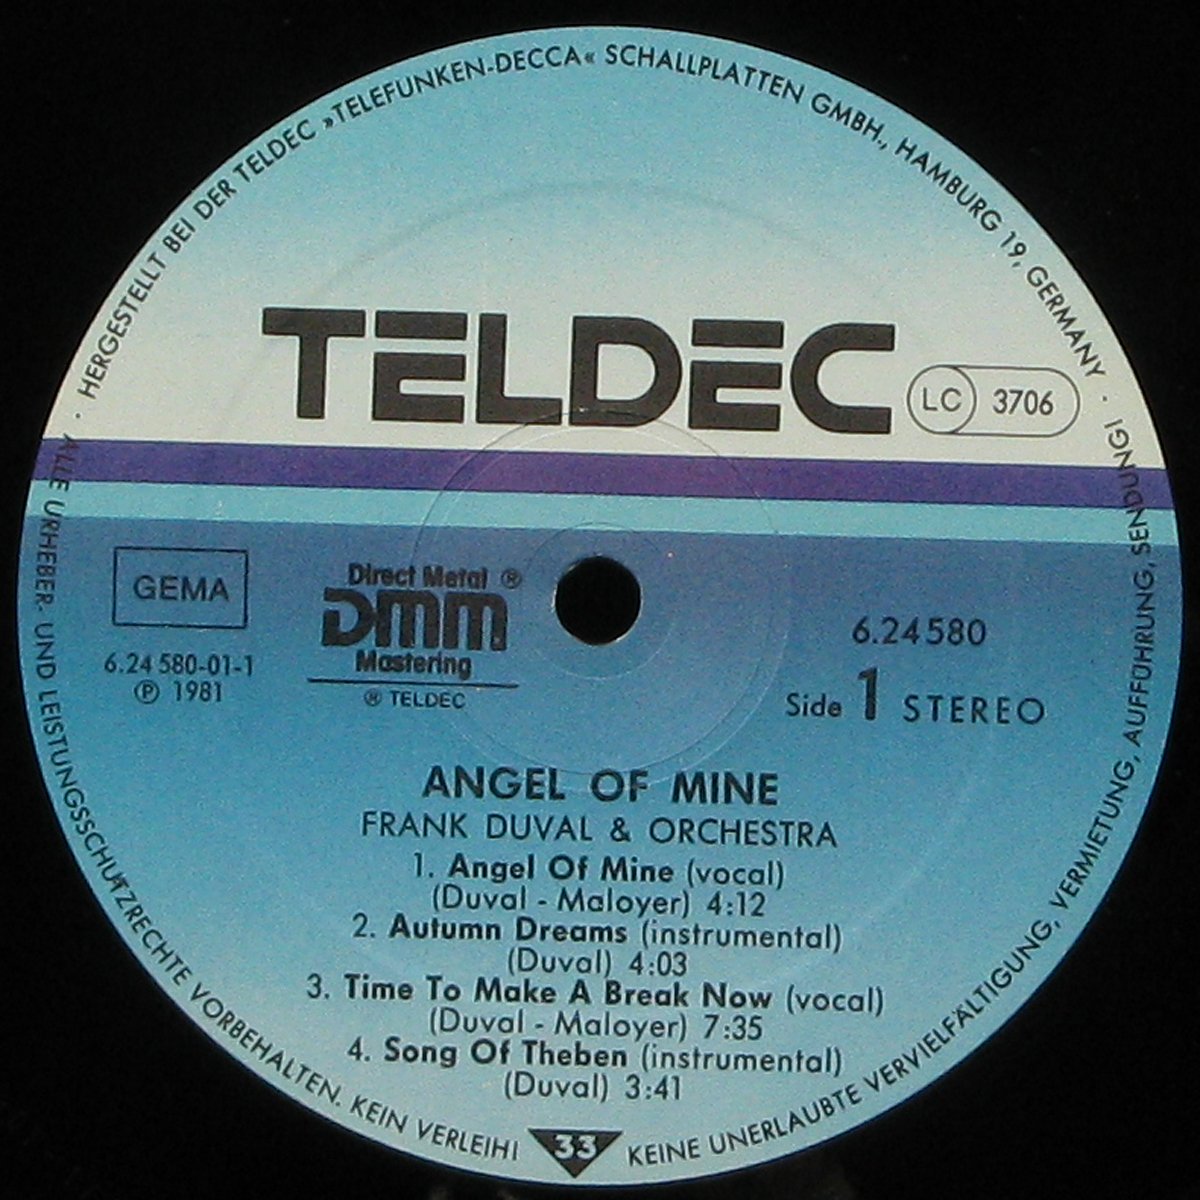 HERGESTELLT BEI DER TELDEC »TELEFUNKEN-DECCA« SCHALLPLATTEN GMBH., HAMBURG 19, GERMANY ·
TELDEC
LC 3706
GEMA
6.24 580-01-1
Ⓟ 1981
Direct Metal ®
DMM
Mastering
® TELDEC
6.24580
Side 1 STEREO
ANGEL OF MINE
FRANK DUVAL & ORCHESTRA
1. Angel Of Mine (vocal)
(Duval - Maloyer) 4:12
2. Autumn Dreams (instrumental)
(Duval) 4:03
3. Time To Make A Break Now (vocal)
(Duval - Maloyer) 7:35
4. Song Of Theben (instrumental)
(Duval) 3:41
33
· ALLE URHEBER- UND LEISTUNGSSCHUTZRECHTE VORBEHALTEN. KEIN VERLEIH! KEINE UNERLAUBTE VERVIELFÄLTIGUNG, VERMIETUNG, AUFFÜHRUNG, SENDUNG!